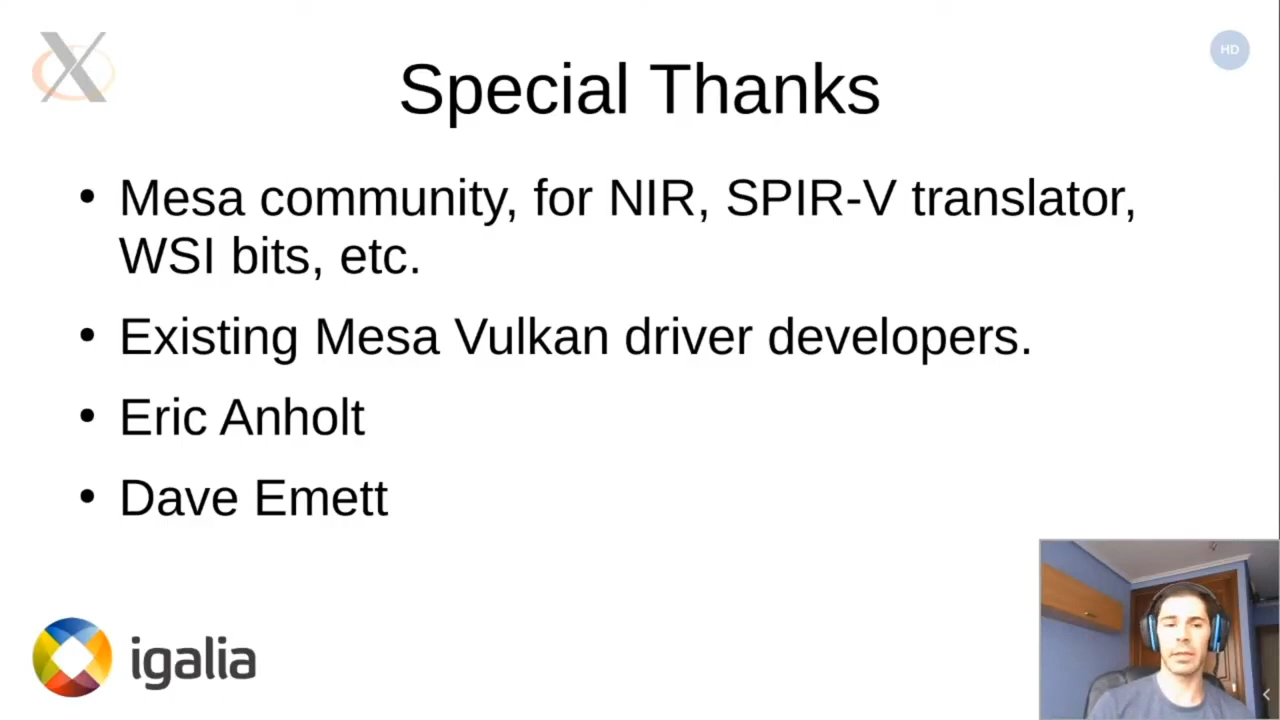 HD
Special Thanks
• Mesa community, for NIR, SPIR-V translator,
WSI bits, etc.
• Existing Mesa Vulkan driver developers.
• Eric Anholt
• Dave Emett
igalia